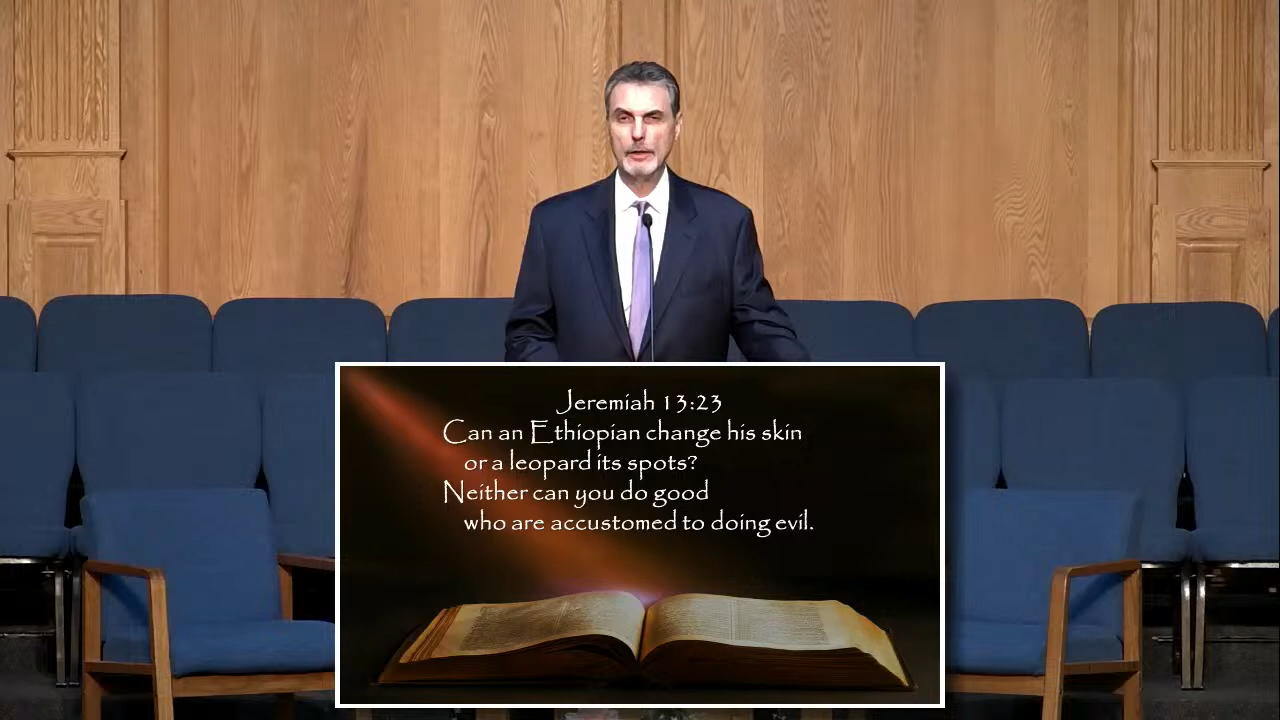 Jeremiah 13:23
Can an Ethiopian change his skin
or a leopard its spots?
Neither can you do good
who are accustomed to doing evil.